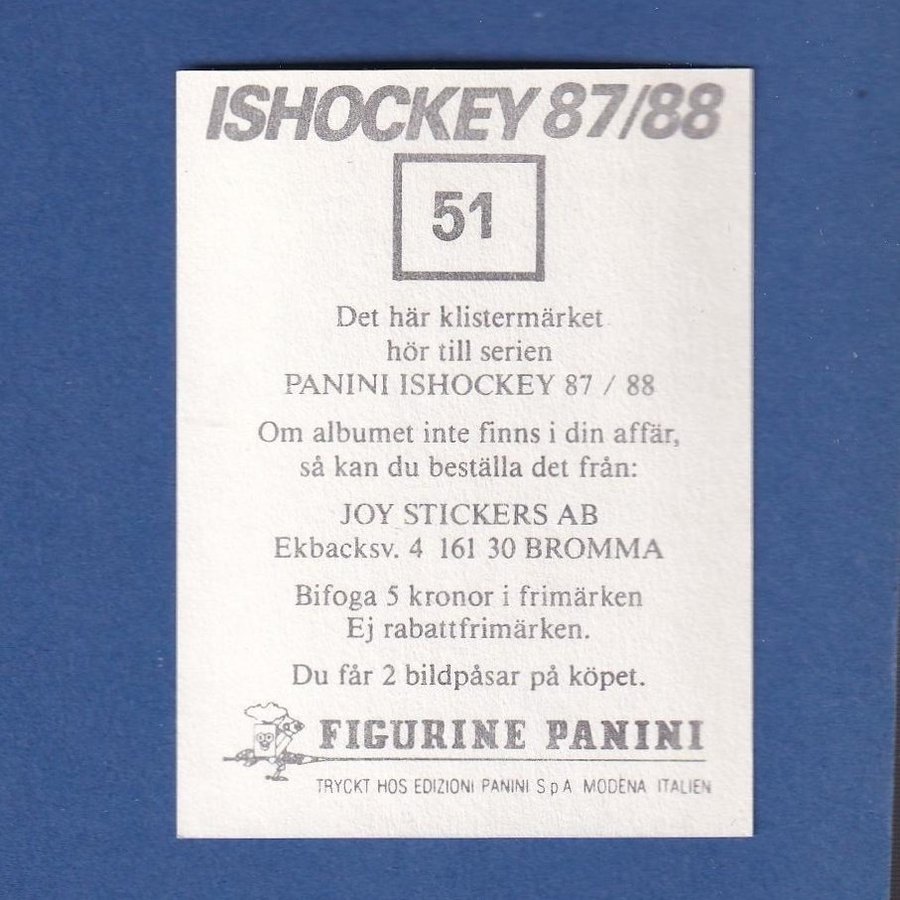 ISHOCKEY 87/88
51
Det här klistermärket
hör till serien
PANINI ISHOCKEY 87 / 88
Om albumet inte finns i din affär,
så kan du beställa det från:
JOY STICKERS AB
Ekbacksv. 4 161 30 BROMMA
Bifoga 5 kronor i frimärken
Ej rabattfrimärken.
Du får 2 bildpåsar på köpet.
FIGURINE PANINI
TRYCKT HOS EDIZIONI PANINI S p A MODENA ITALIEN